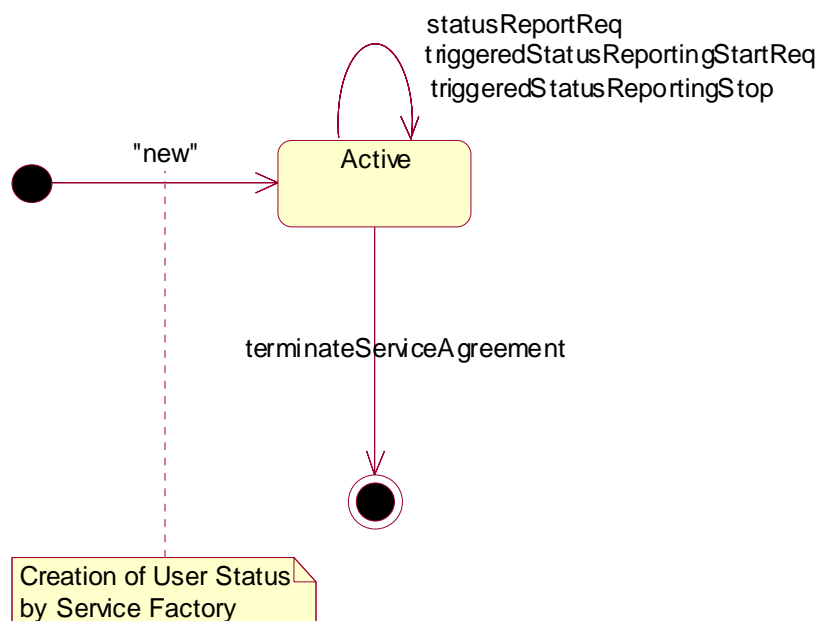 statusReportReq
triggeredStatusReportingStartReq
triggeredStatusReportingStop
"new"
Active
terminateServiceAgreement
Creation of User Status
by Service Factory